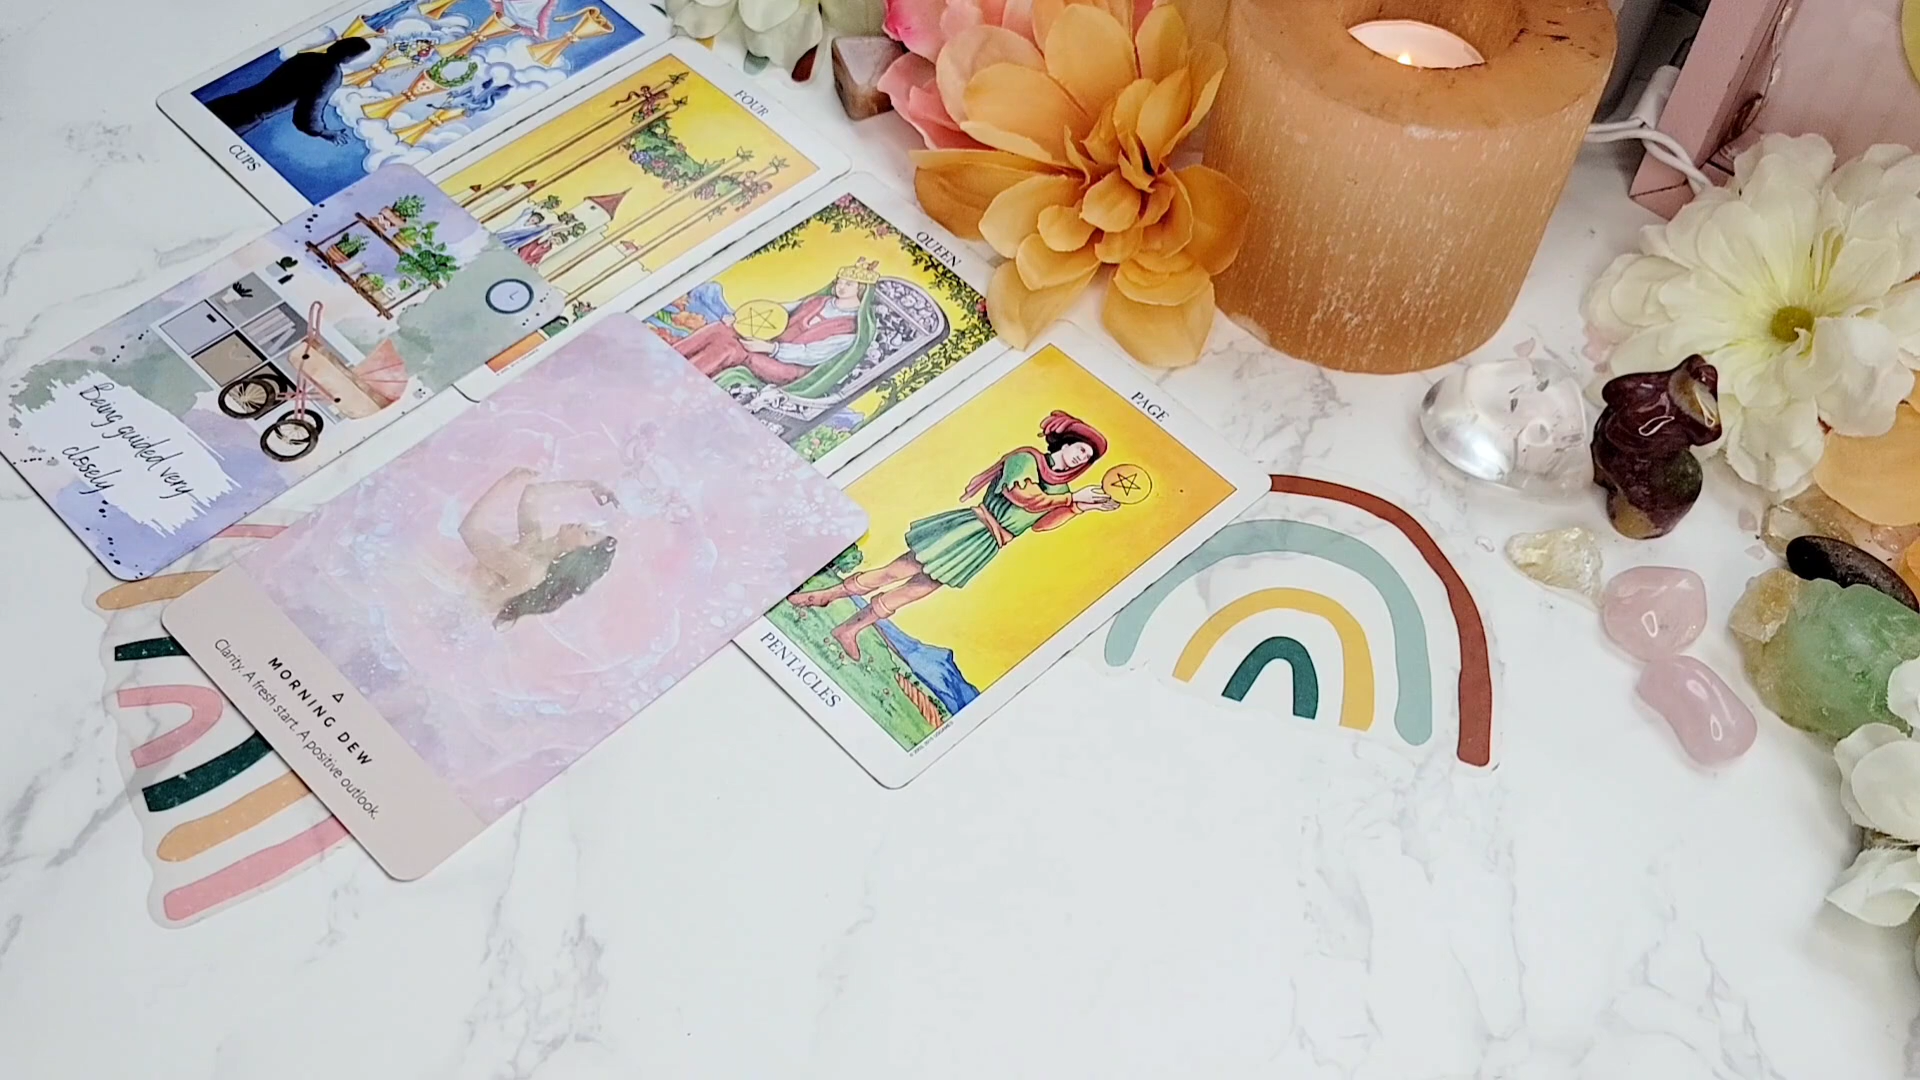 CUPS
FOUR
QUEEN
PAGE
PENTACLES
Being guided very
closely
MORNING DEW
Clarity. A fresh start. A positive outlook.